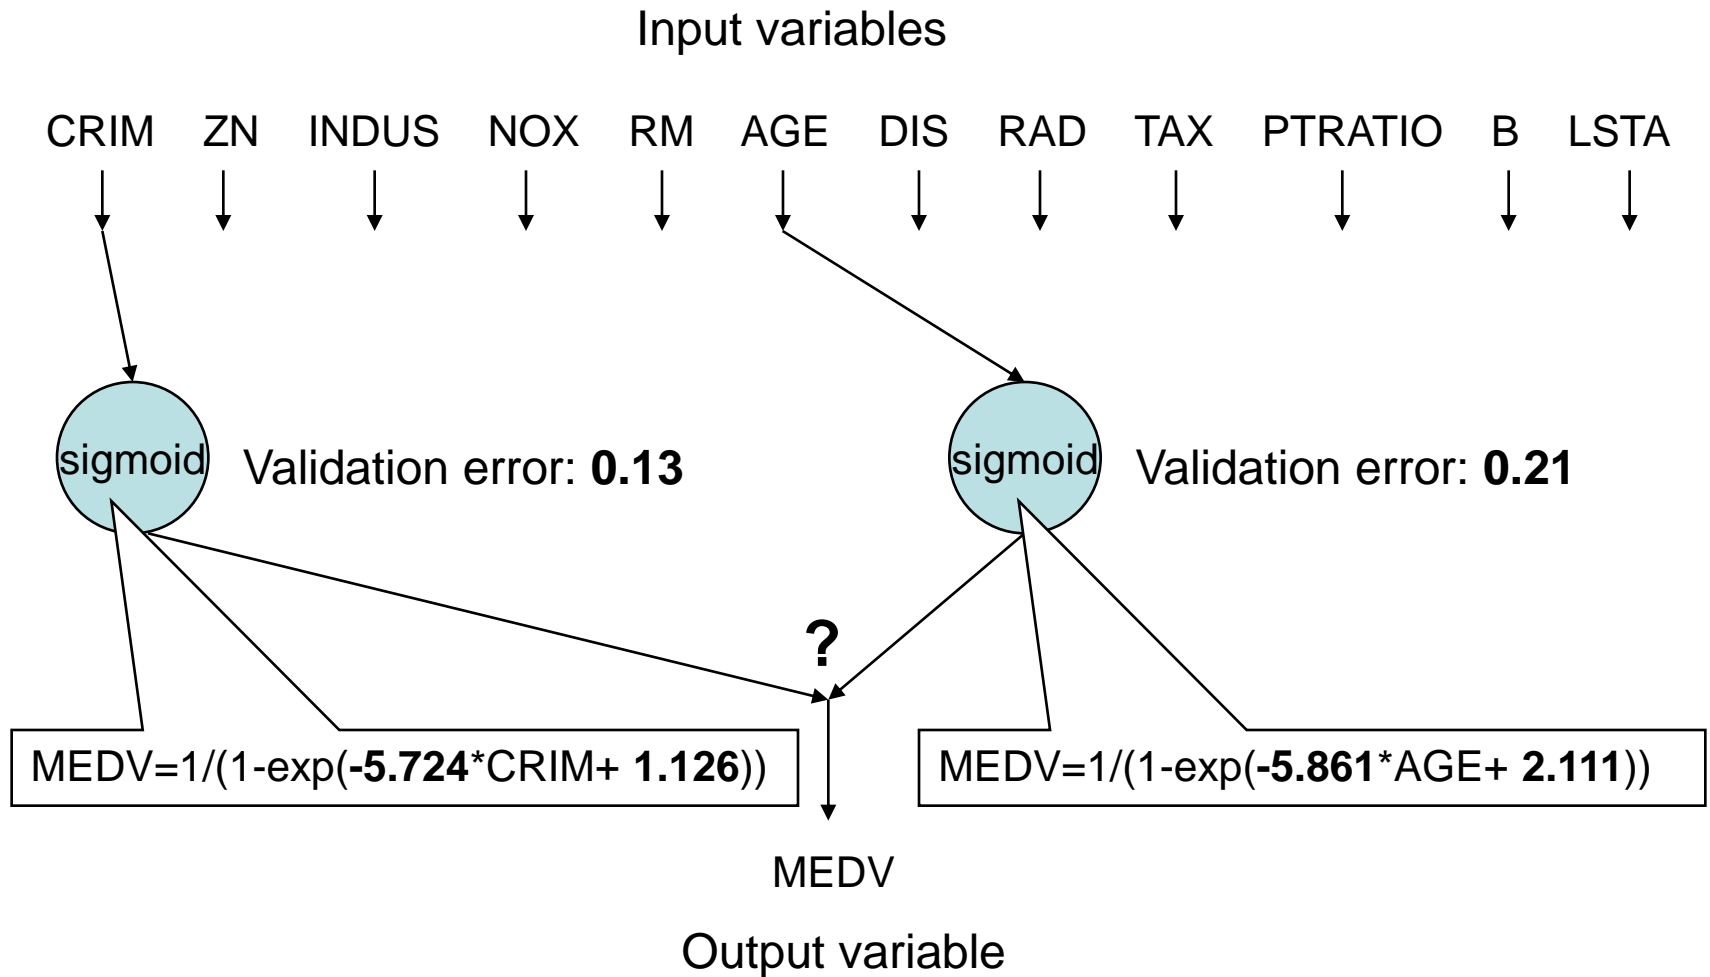 Input variables
CRIM ZN INDUS NOX RM AGE DIS RAD TAX PTRATIO B LSTA
sigmoid Validation error: 0.13
sigmoid Validation error: 0.21
?
MEDV=1/(1-exp(-5.724*CRIM+ 1.126))
MEDV=1/(1-exp(-5.861*AGE+ 2.111))
MEDV
Output variable